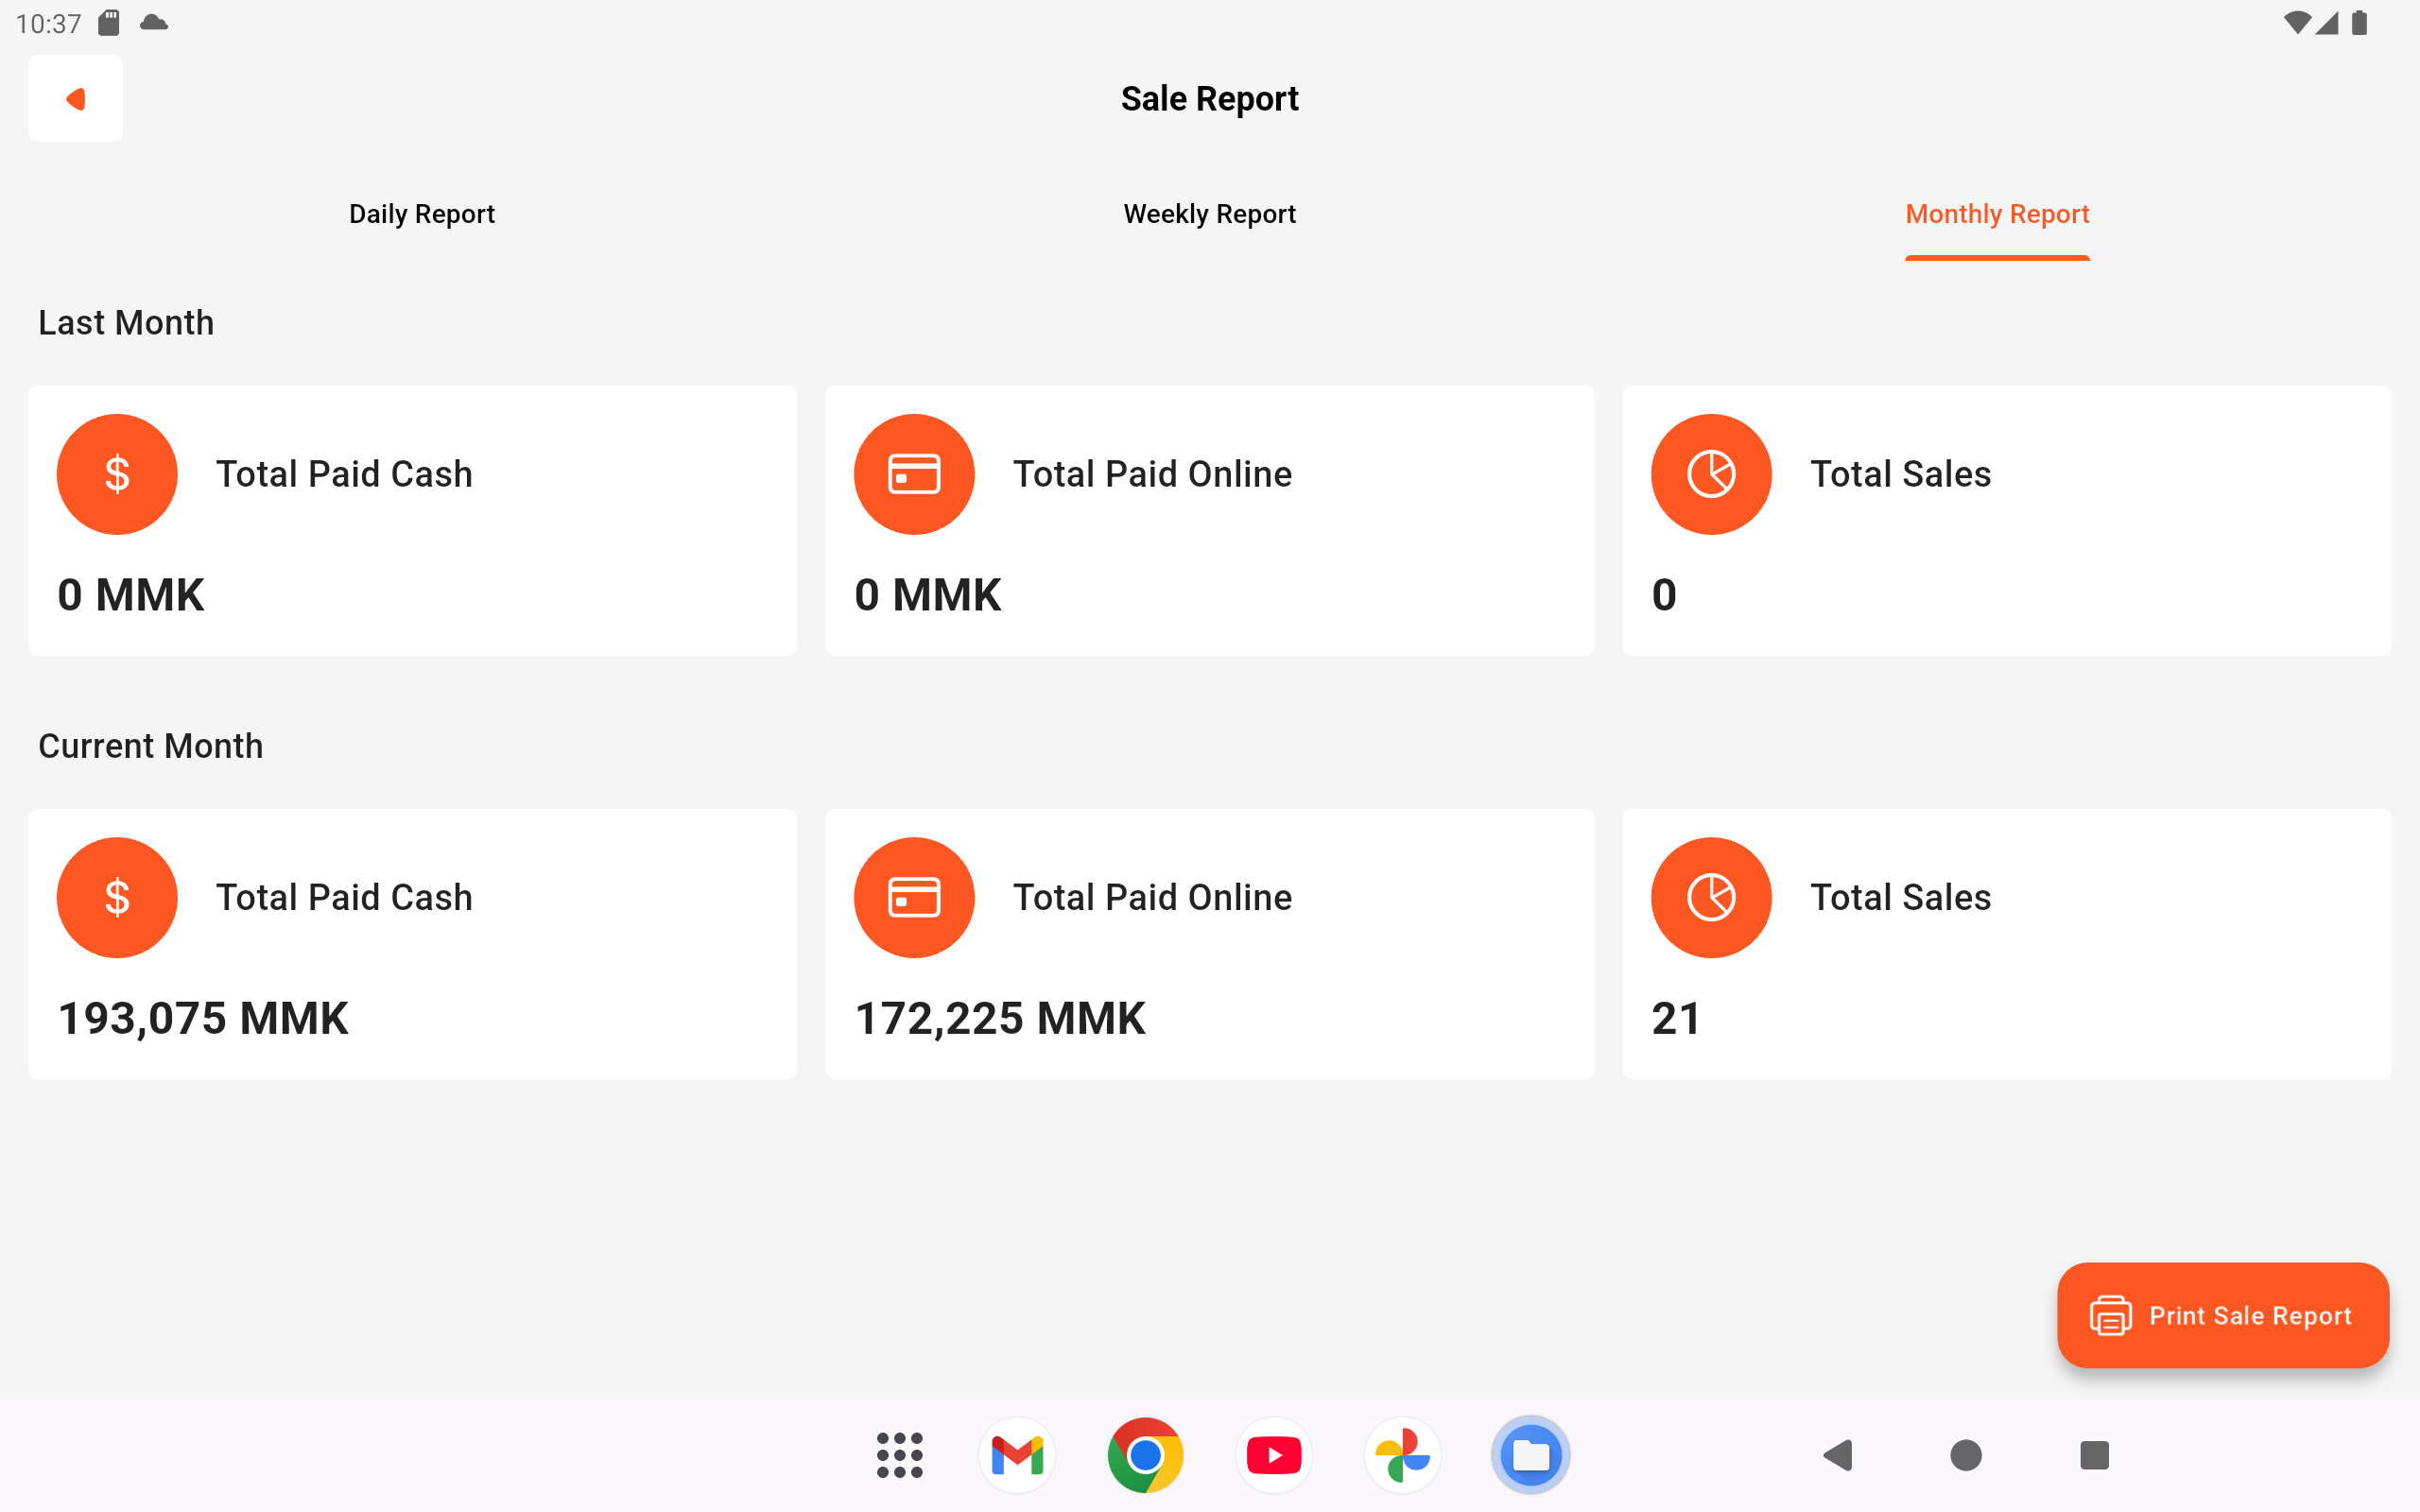 10:37
Sale Report
Daily Report
Weekly Report
Monthly Report
Last Month
Total Paid Cash
0 MMK
Total Paid Online
0 MMK
Total Sales
0
Current Month
Total Paid Cash
193,075 MMK
Total Paid Online
172,225 MMK
Total Sales
21
Print Sale Report